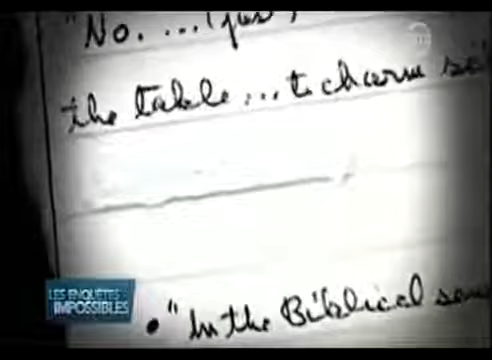 "No. ...(
the table... to charm
• "In the Biblical
LES ENQUÊTES
IMPOSSIBLES